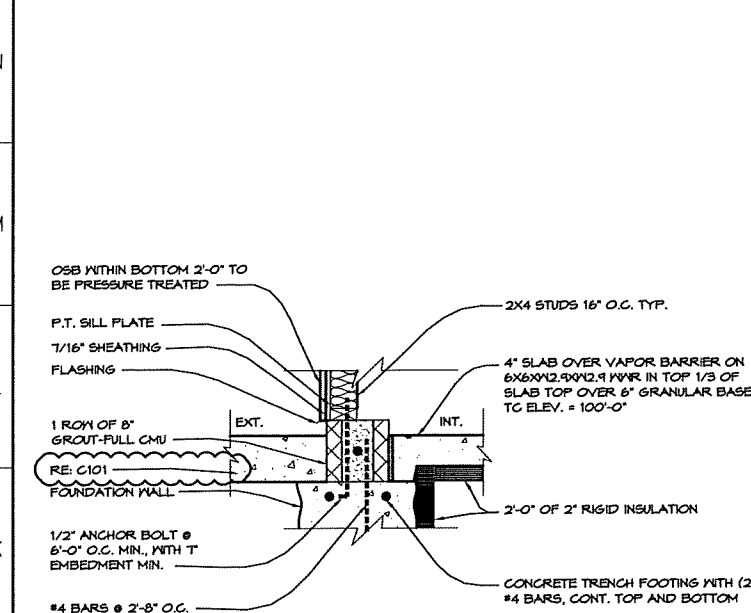 OSB WITHIN BOTTOM 2'-0" TO
BE PRESSURE TREATED
P.T. SILL PLATE
7/16" SHEATHING
FLASHING
1 ROW OF 8"
GROUT-FULL CMU
RE: C101
FOUNDATION WALL
1/2" ANCHOR BOLT @
6'-0" O.C. MIN., WITH 7"
EMBEDMENT MIN.
#4 BARS @ 2'-8" O.C.
EXT.
INT.
2X4 STUDS 16" O.C. TYP.
4" SLAB OVER VAPOR BARRIER ON
6X6XW2.9XW2.9 WWR IN TOP 1/3 OF
SLAB TOP OVER 6" GRANULAR BASE
TC ELEV. = 100'-0"
2'-0" OF 2" RIGID INSULATION
CONCRETE TRENCH FOOTING WITH (2
#4 BARS, CONT. TOP AND BOTTOM